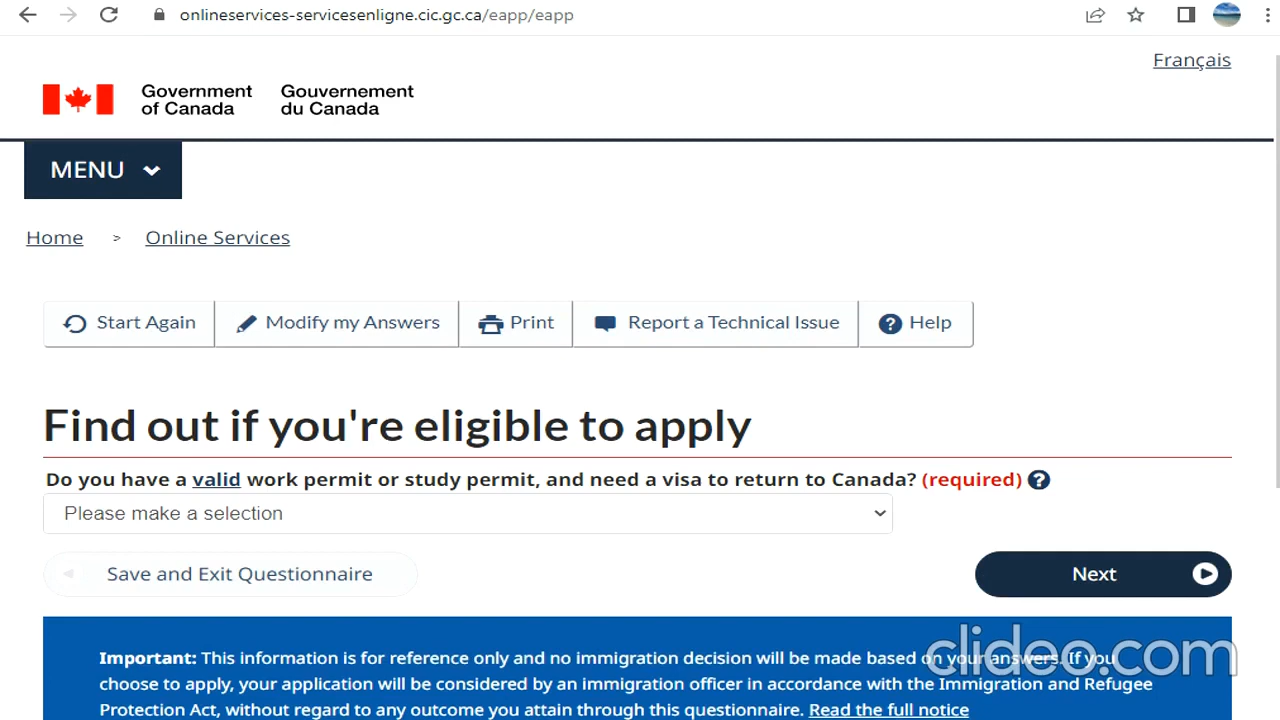 onlineservices-servicesenligne.cic.gc.ca/eapp/eapp
Français
Government of Canada
Gouvernement du Canada
MENU
Home > Online Services
Start Again Modify my Answers Print Report a Technical Issue ? Help
Find out if you're eligible to apply
Do you have a valid work permit or study permit, and need a visa to return to Canada? (required) ?
Please make a selection
Save and Exit Questionnaire Next
Important: This information is for reference only and no immigration decision will be made based on your answers. If you
choose to apply, your application will be considered by an immigration officer in accordance with the Immigration and Refugee
Protection Act, without regard to any outcome you attain through this questionnaire. Read the full notice
clideo.com